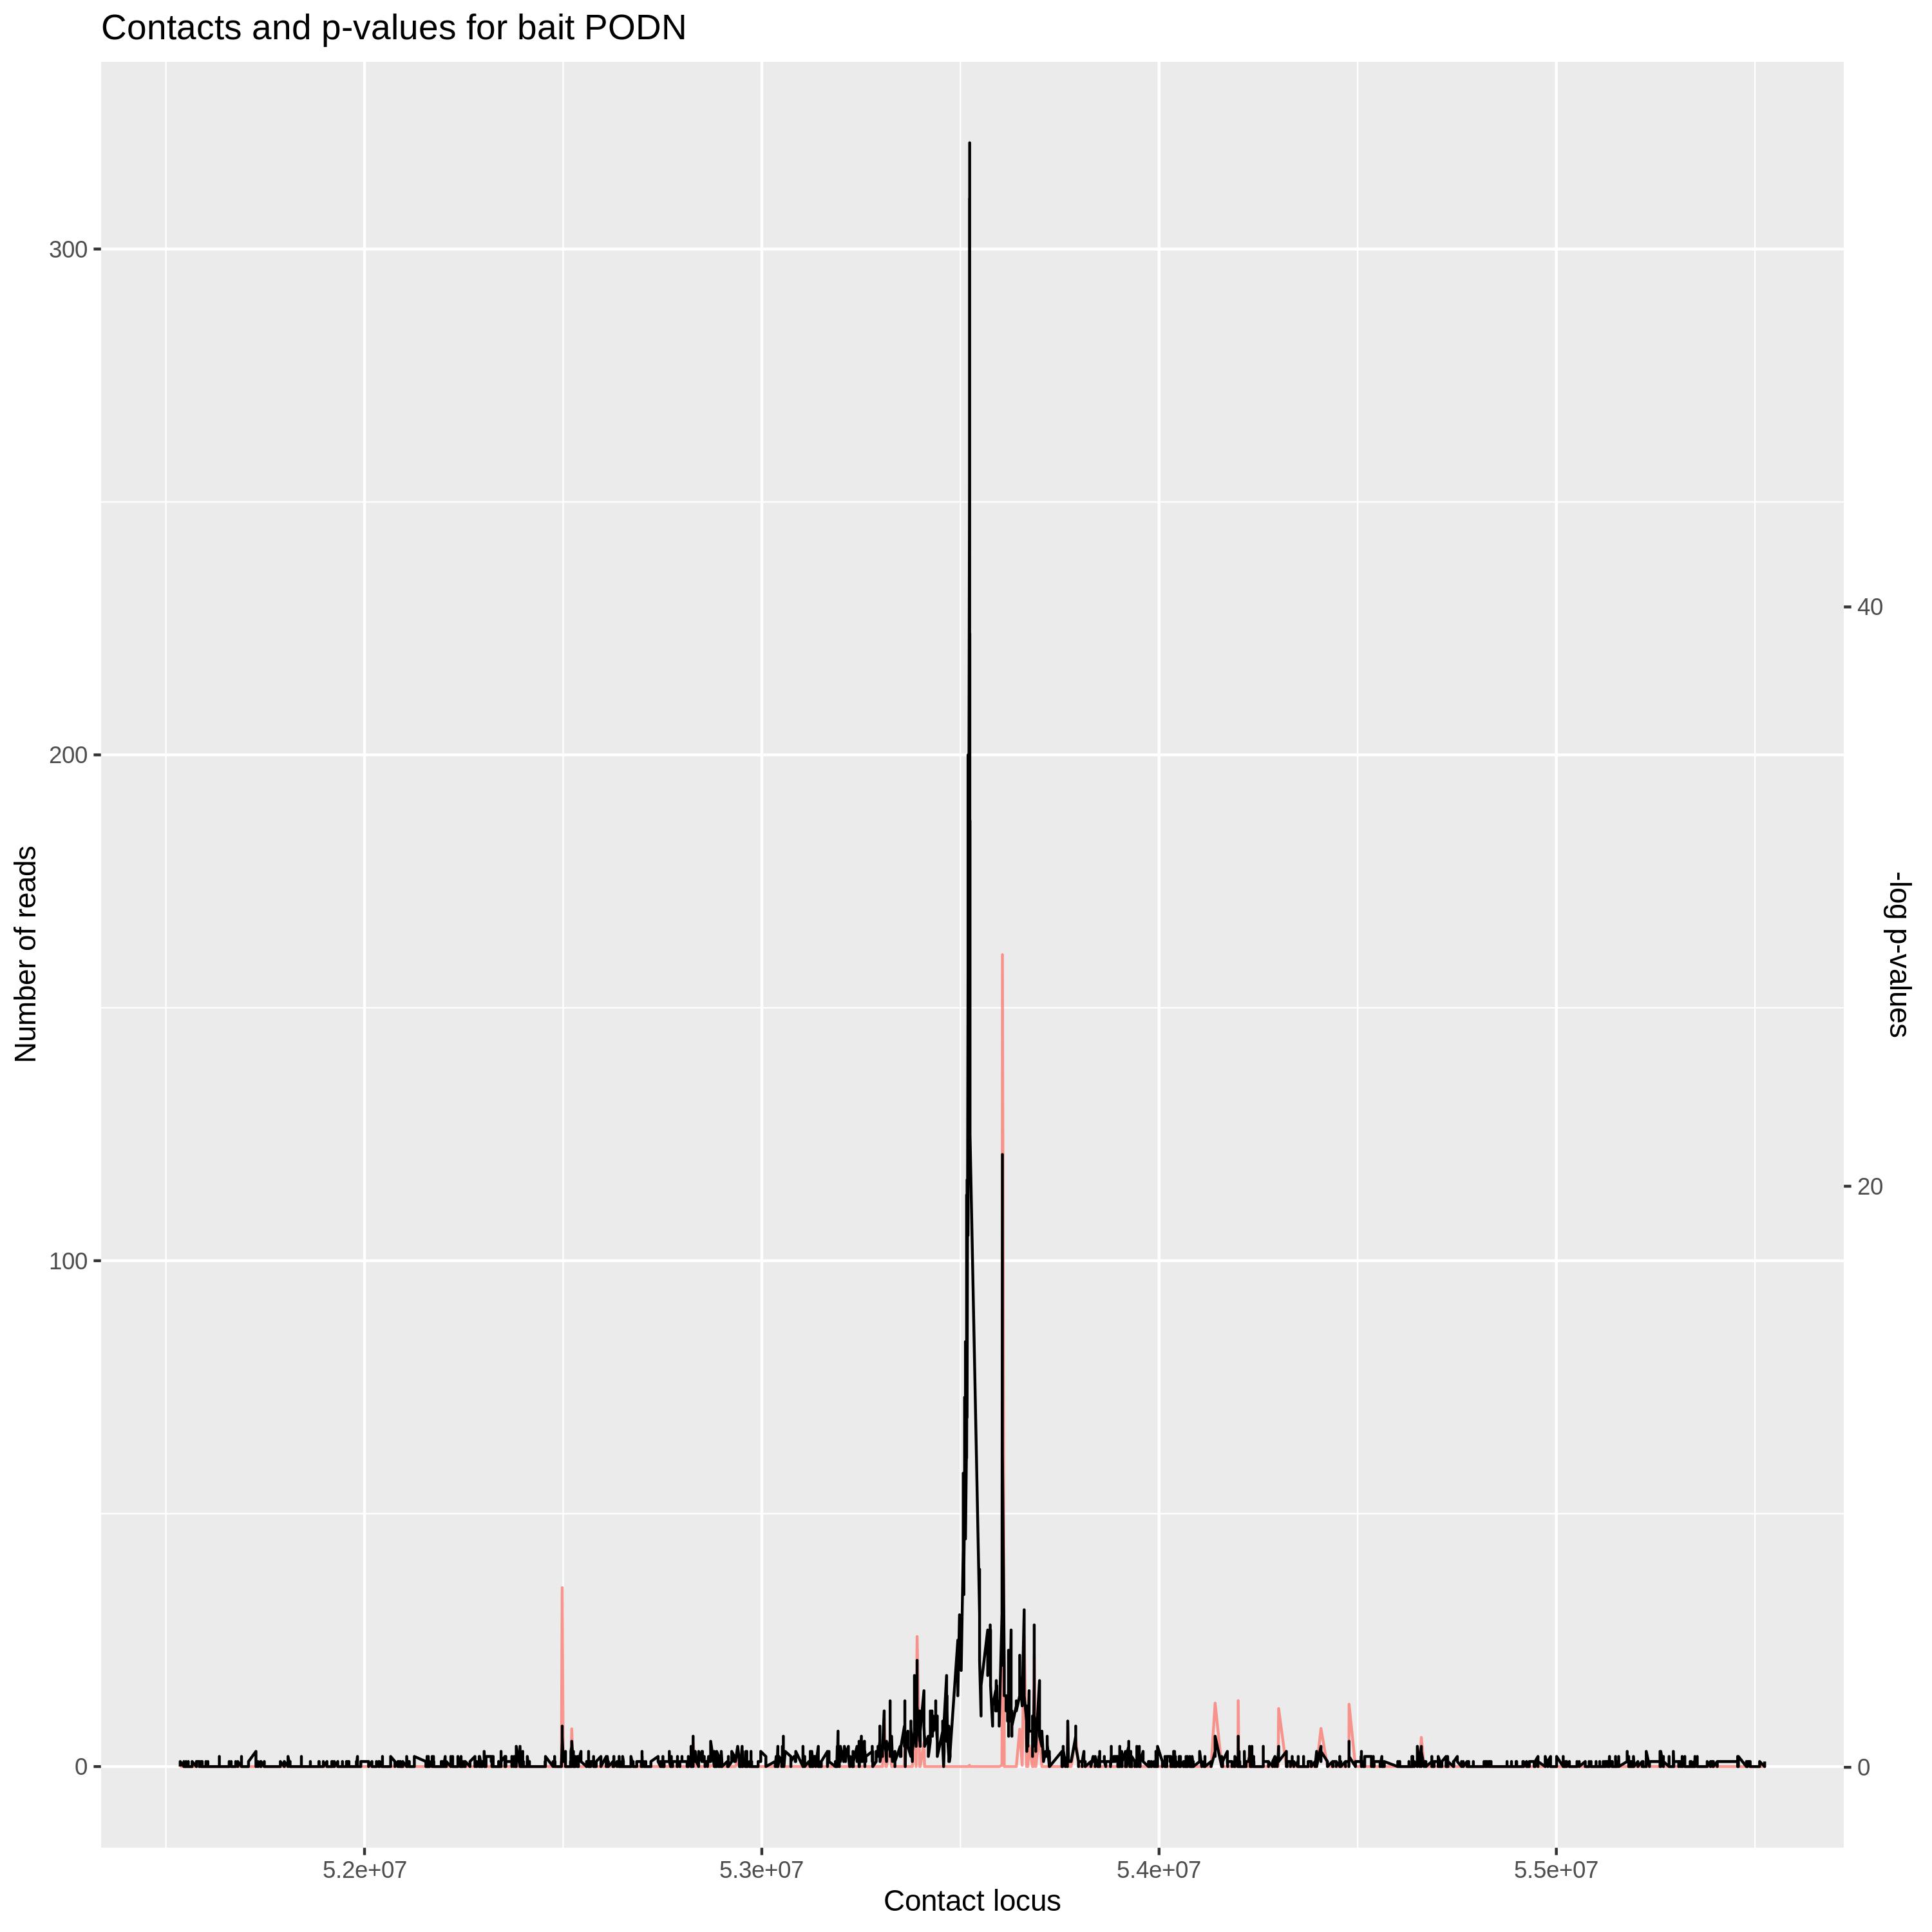 Contacts and p-values for bait PODN
300
200
100
0
Number of reads
40
20
0
-log p-values
5.2e+07
5.3e+07
5.4e+07
5.5e+07
Contact locus